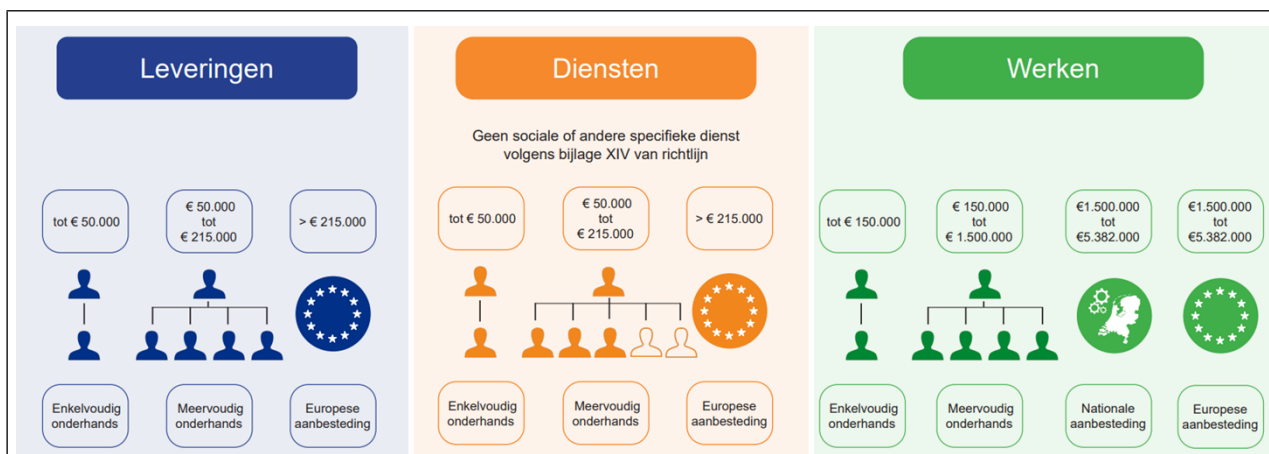 Leveringen
tot € 50.000
€ 50.000
tot
€ 215.000
> € 215.000
Enkelvoudig
onderhands
Meervoudig
onderhands
Europese
aanbesteding
Diensten
Geen sociale of andere specifieke dienst
volgens bijlage XIV van richtlijn
tot € 50.000
€ 50.000
tot
€ 215.000
> € 215.000
Enkelvoudig
onderhands
Meervoudig
onderhands
Europese
aanbesteding
Werken
tot € 150.000
€ 150.000
tot
€ 1.500.000
€1.500.000
tot
€5.382.000
€1.500.000
tot
€5.382.000
Enkelvoudig
onderhands
Meervoudig
onderhands
Nationale
aanbesteding
Europese
aanbesteding